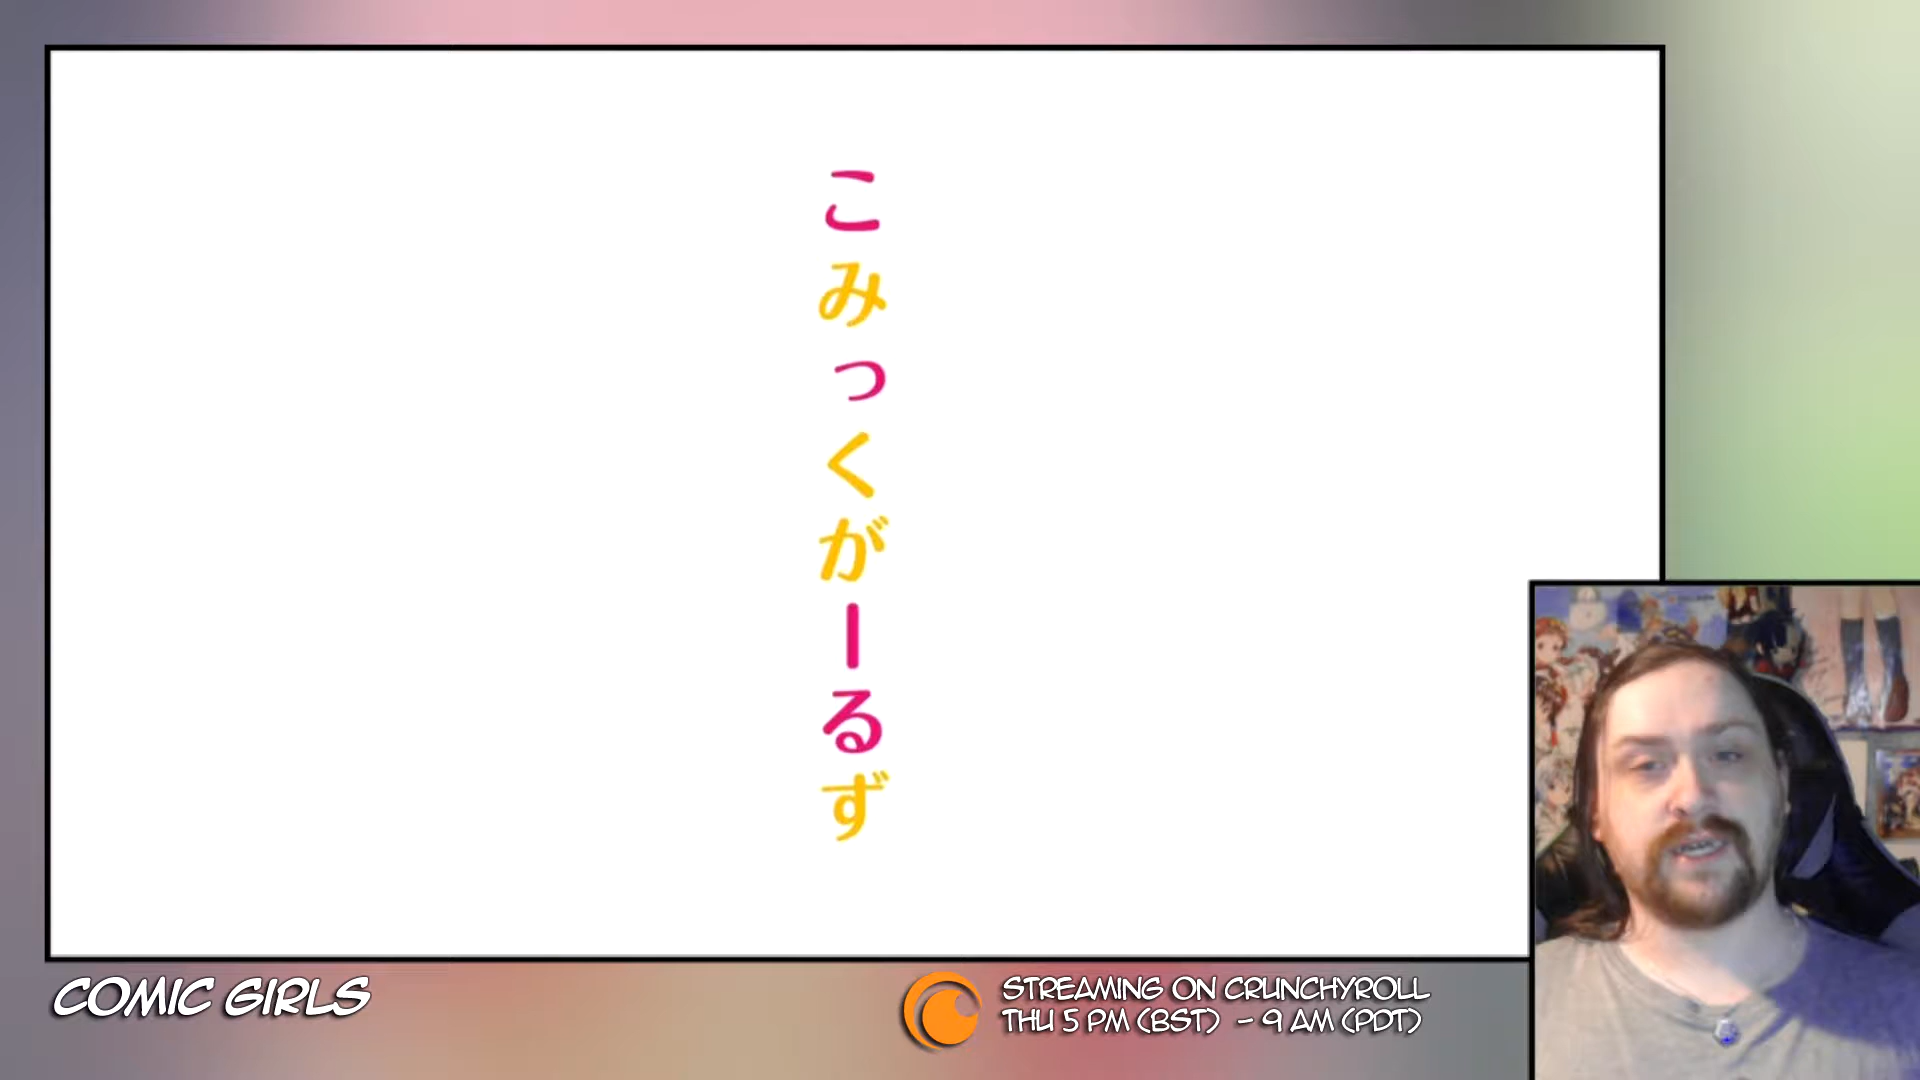 こみっくがーるず
COMIC GIRLS
STREAMING ON CRUNCHYROLL
THU 5 PM (BST) - 9 AM (PDT)